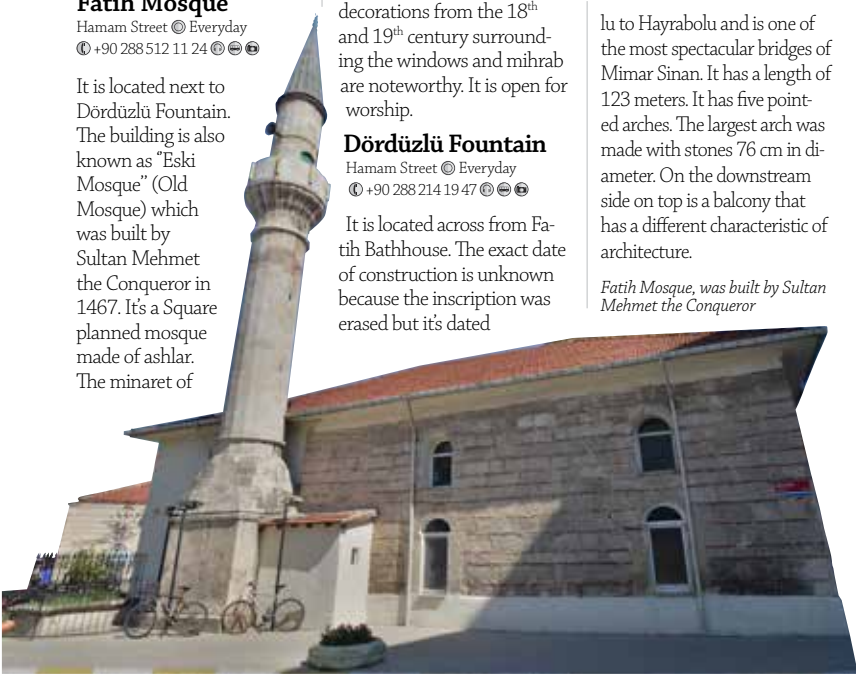 Fatih Mosque
Hamam Street Everyday
+90 288 512 11 24
It is located next to
Dördüzlü Fountain.
The building is also
known as “Eski
Mosque” (Old
Mosque) which
was built by
Sultan Mehmet
the Conqueror in
1467. It’s a Square
planned mosque
made of ashlar.
The minaret of
decorations from the 18th
and 19th century surround-
ing the windows and mihrab
are noteworthy. It is open for
worship.
Dördüzlü Fountain
Hamam Street Everyday
+90 288 214 19 47
It is located across from Fa-
tih Bathhouse. The exact date
of construction is unknown
because the inscription was
erased but it’s dated
lu to Hayrabolu and is one of
the most spectacular bridges of
Mimar Sinan. It has a length of
123 meters. It has five point-
ed arches. The largest arch was
made with stones 76 cm in di-
ameter. On the downstream
side on top is a balcony that
has a different characteristic of
architecture.
Fatih Mosque, was built by Sultan
Mehmet the Conqueror